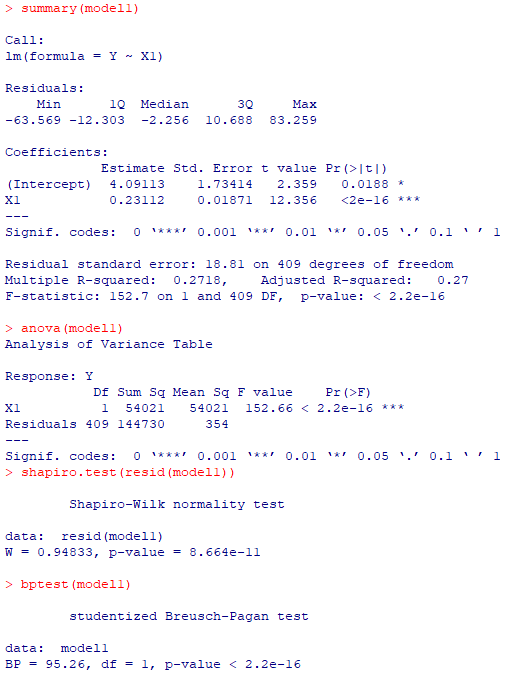 > summary(model1)
Call:
lm(formula = Y ~ X1)
Residuals:
    Min      1Q  Median      3Q     Max
-63.569 -12.303  -2.256  10.688  83.259
Coefficients:
            Estimate Std. Error t value Pr(>|t|)
(Intercept)  4.09113    1.73414   2.359   0.0188 *
X1           0.23112    0.01871  12.356   <2e-16 ***
---
Signif. codes:  0 ‘***’ 0.001 ‘**’ 0.01 ‘*’ 0.05 ‘.’ 0.1 ‘ ’ 1
Residual standard error: 18.81 on 409 degrees of freedom
Multiple R-squared:  0.2718,    Adjusted R-squared:   0.27
F-statistic: 152.7 on 1 and 409 DF,  p-value: < 2.2e-16
> anova(model1)
Analysis of Variance Table
Response: Y
           Df Sum Sq Mean Sq F value    Pr(>F)
X1          1  54021   54021  152.66 < 2.2e-16 ***
Residuals 409 144730     354
---
Signif. codes:  0 ‘***’ 0.001 ‘**’ 0.01 ‘*’ 0.05 ‘.’ 0.1 ‘ ’ 1
> shapiro.test(resid(model1))
        Shapiro-Wilk normality test
data:  resid(model1)
W = 0.94833, p-value = 8.664e-11
> bptest(model1)
        studentized Breusch-Pagan test
data:  model1
BP = 95.26, df = 1, p-value < 2.2e-16